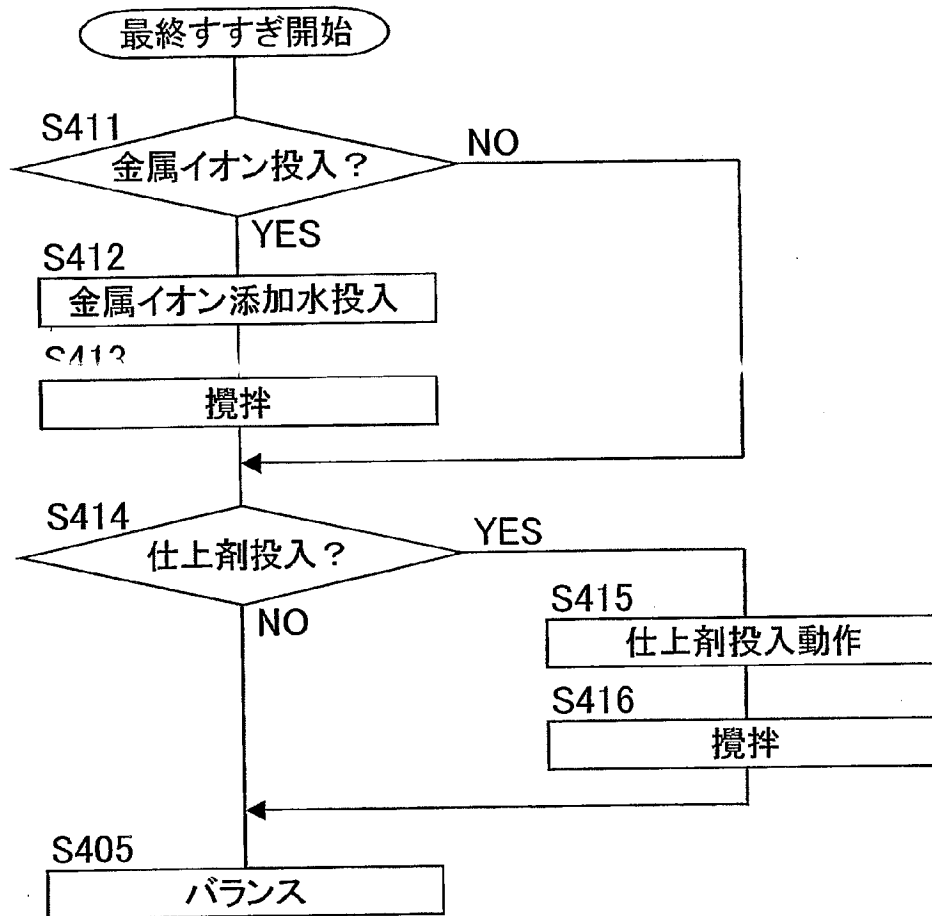 最終すすぎ開始
S411
金属イオン投入?
NO
YES
S412
金属イオン添加水投入
S413
攪拌
S414
仕上剤投入?
YES
NO
S415
仕上剤投入動作
S416
攪拌
S405
バランス